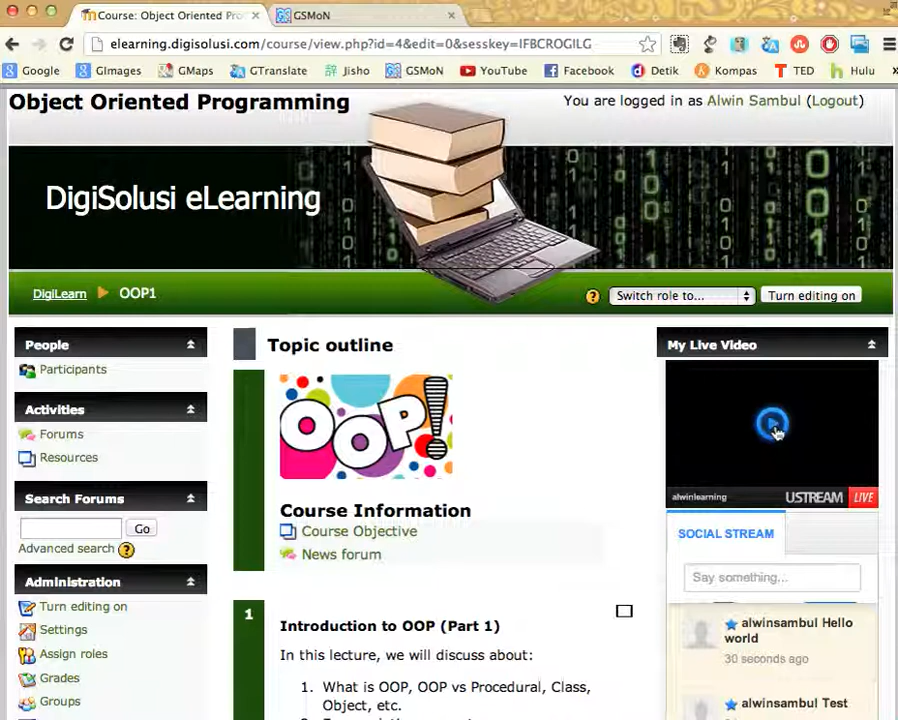 Course: Object Oriented Pro
GSMoN
elearning.digisolusi.com/course/view.php?id=4&edit=0&sesskey=IFBCROGILG
Google GImages GMaps GTranslate Jisho GSMoN YouTube Facebook Detik Kompas TED Hulu »
Object Oriented Programming
You are logged in as Alwin Sambul (Logout)
DigiSolusi eLearning
DigiLearn OOP1
Switch role to...
Turn editing on
People
Participants
Activities
Forums
Resources
Search Forums
Go
Advanced search
Administration
Turn editing on
Settings
Assign roles
Grades
Groups
Topic outline
OOP!
Course Information
Course Objective
News forum
1
Introduction to OOP (Part 1)
In this lecture, we will discuss about:
1. What is OOP, OOP vs Procedural, Class,
Object, etc.
My Live Video
alwinlearning USTREAM LIVE
SOCIAL STREAM
Say something...
alwinsambul Hello
world
30 seconds ago
alwinsambul Test